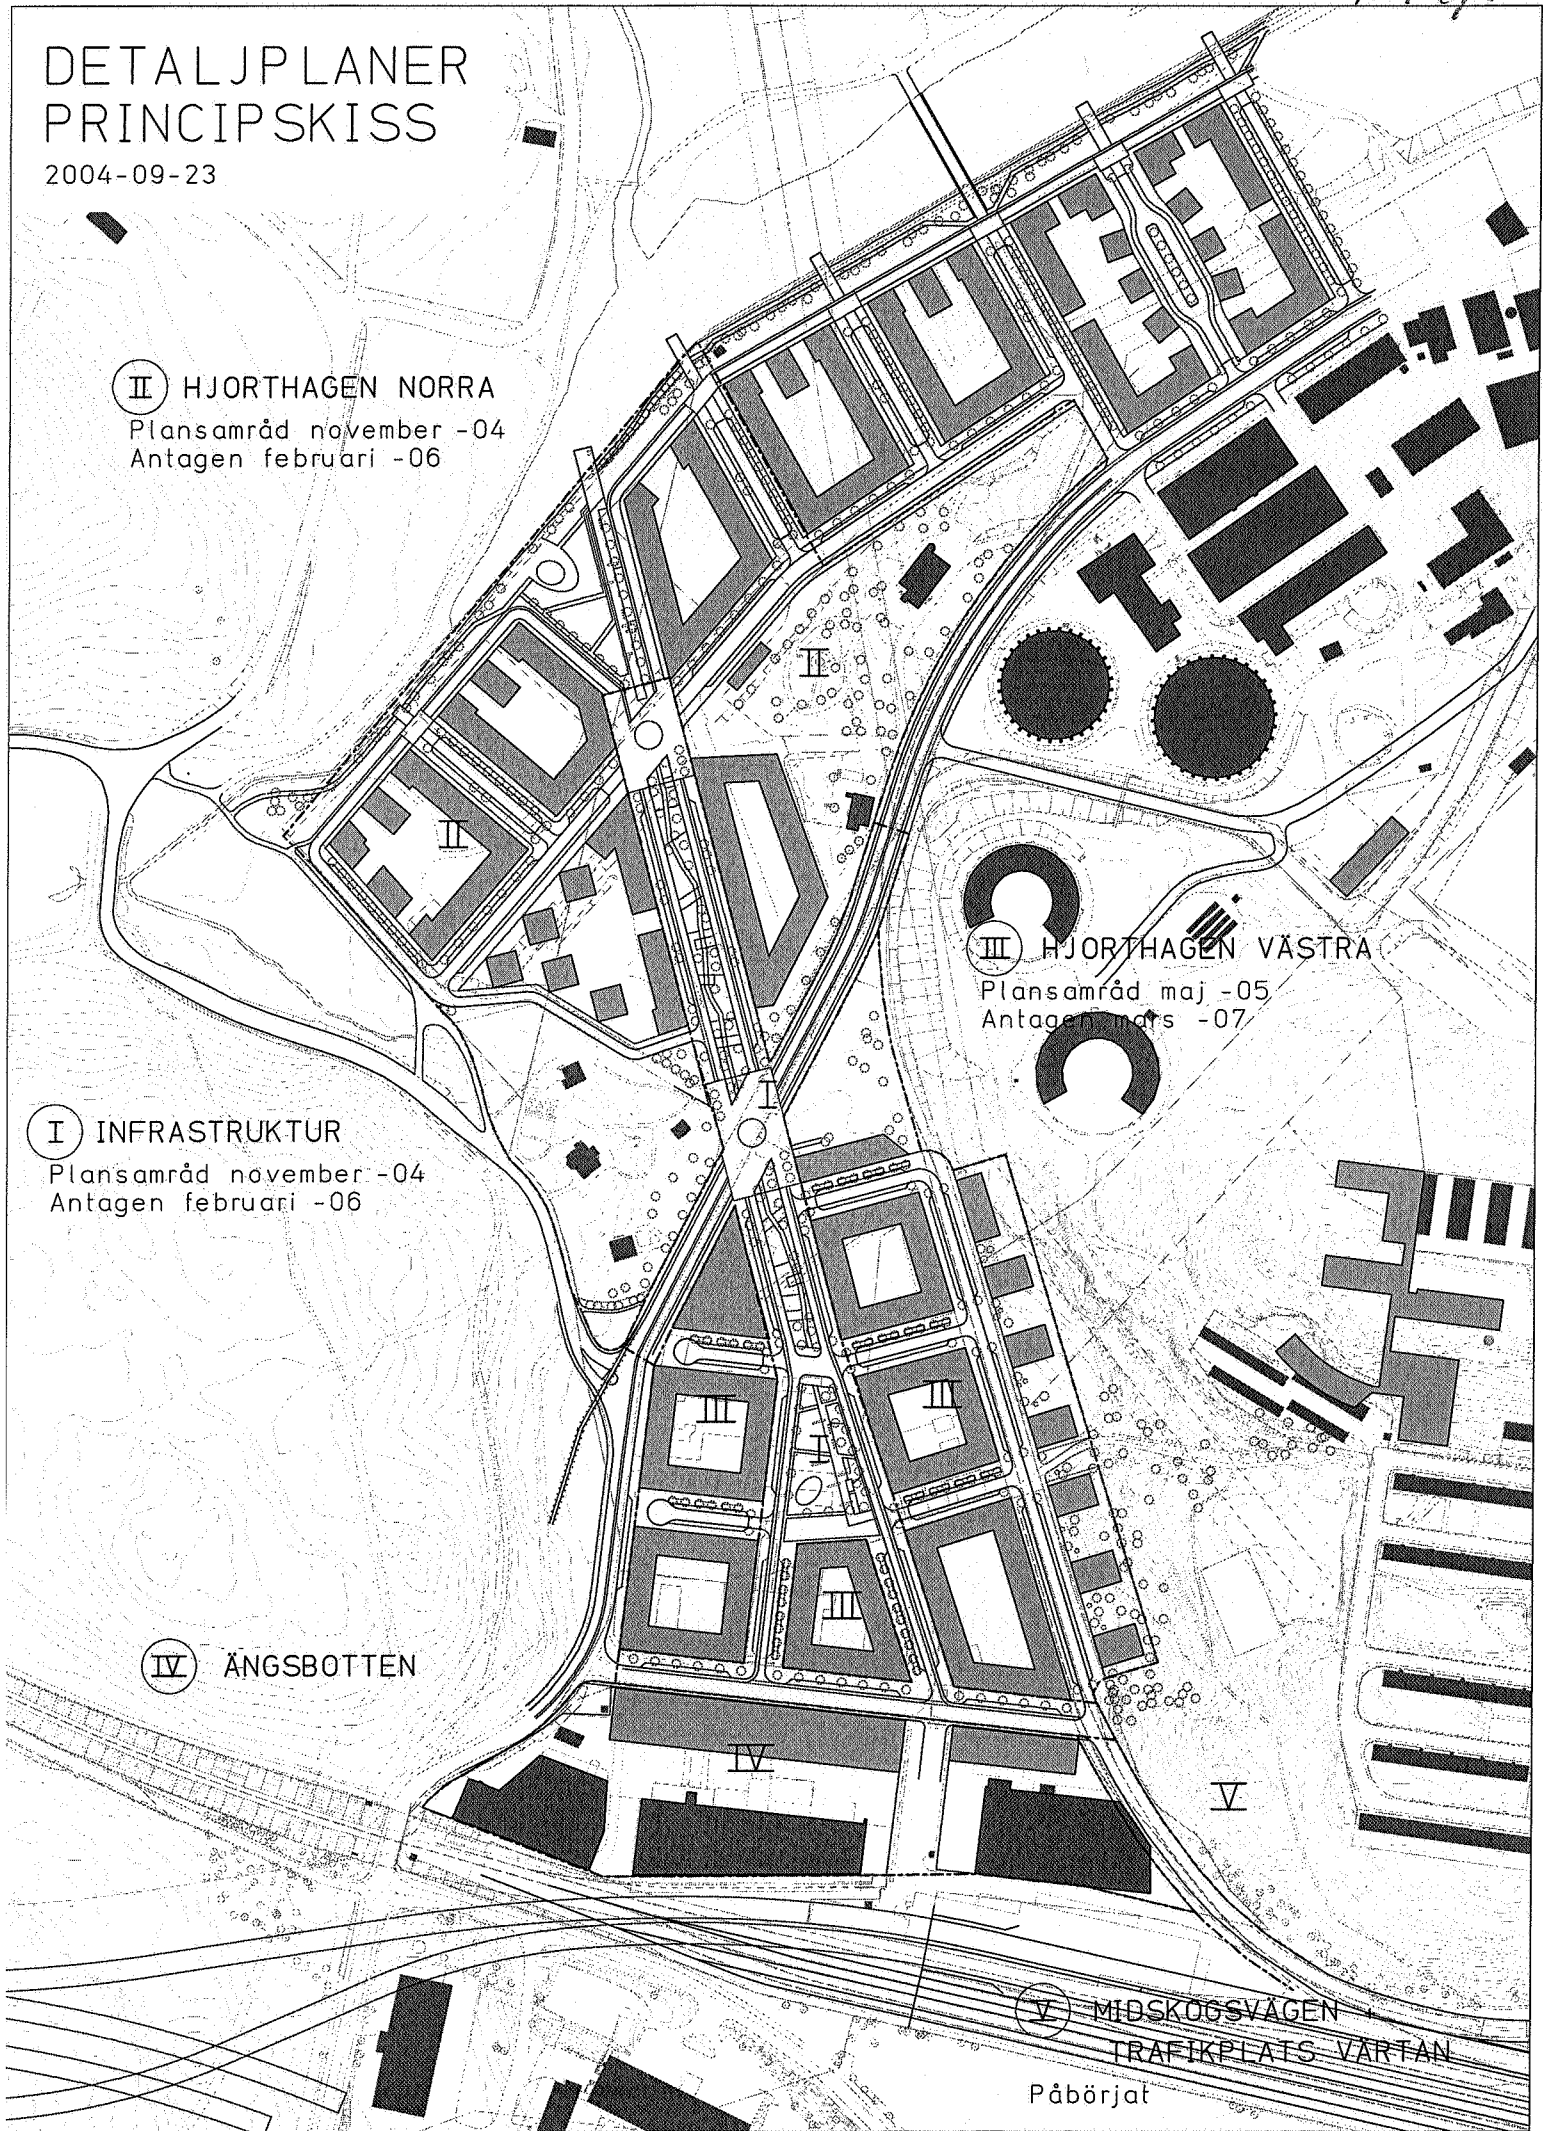 DETALJPLANER
PRINCIPSKISS
2004-09-23
II HJORTHAGEN NORRA
Plansamråd november -04
Antagen februari -06
II
II
III HJORTHAGEN VÄSTRA
Plansamråd maj -05
Antagen mars -07
I
I INFRASTRUKTUR
Plansamråd november -04
Antagen februari -06
III
III
I
III
IV ÄNGSBOTTEN
IV
V
V MIDSKOGSVÄGEN +
TRAFIKPLATS VÄRTAN
Påbörjat